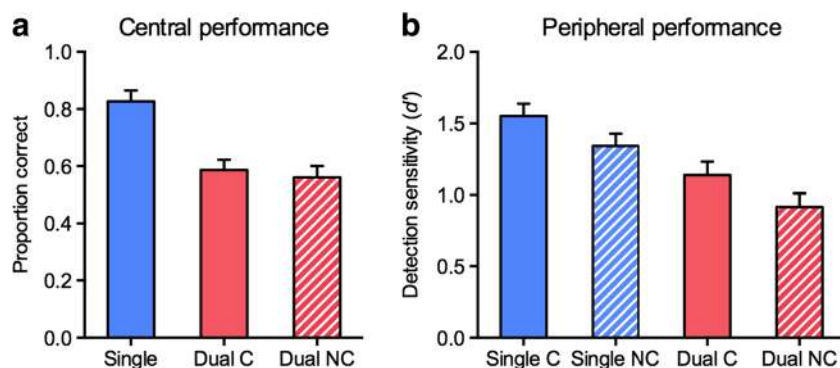 a Central performance
Proportion correct
1.0
0.8
0.6
0.4
0.2
0.0
Single Dual C Dual NC
b Peripheral performance
Detection sensitivity (d')
2.0
1.5
1.0
0.5
0.0
Single C Single NC Dual C Dual NC